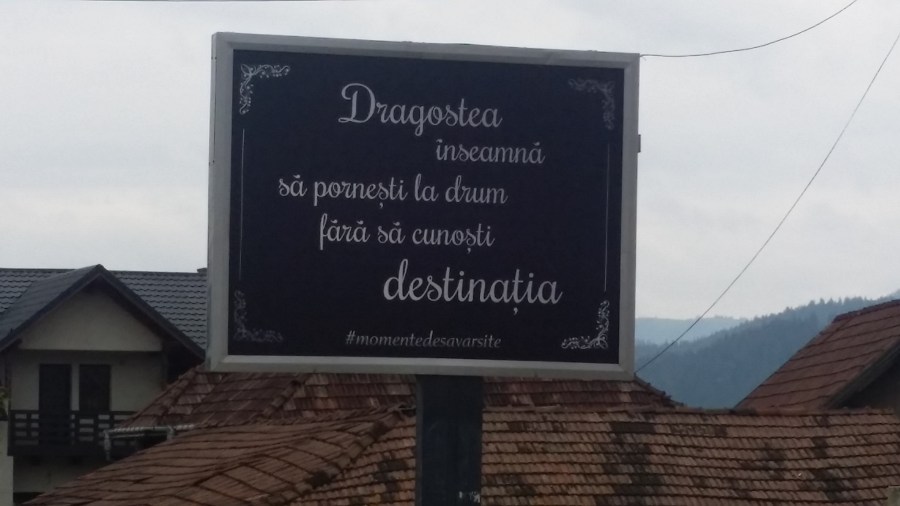 Dragostea
înseamnă
să pornești la drum
fără să cunoști
destinația
#momentedesavarsite